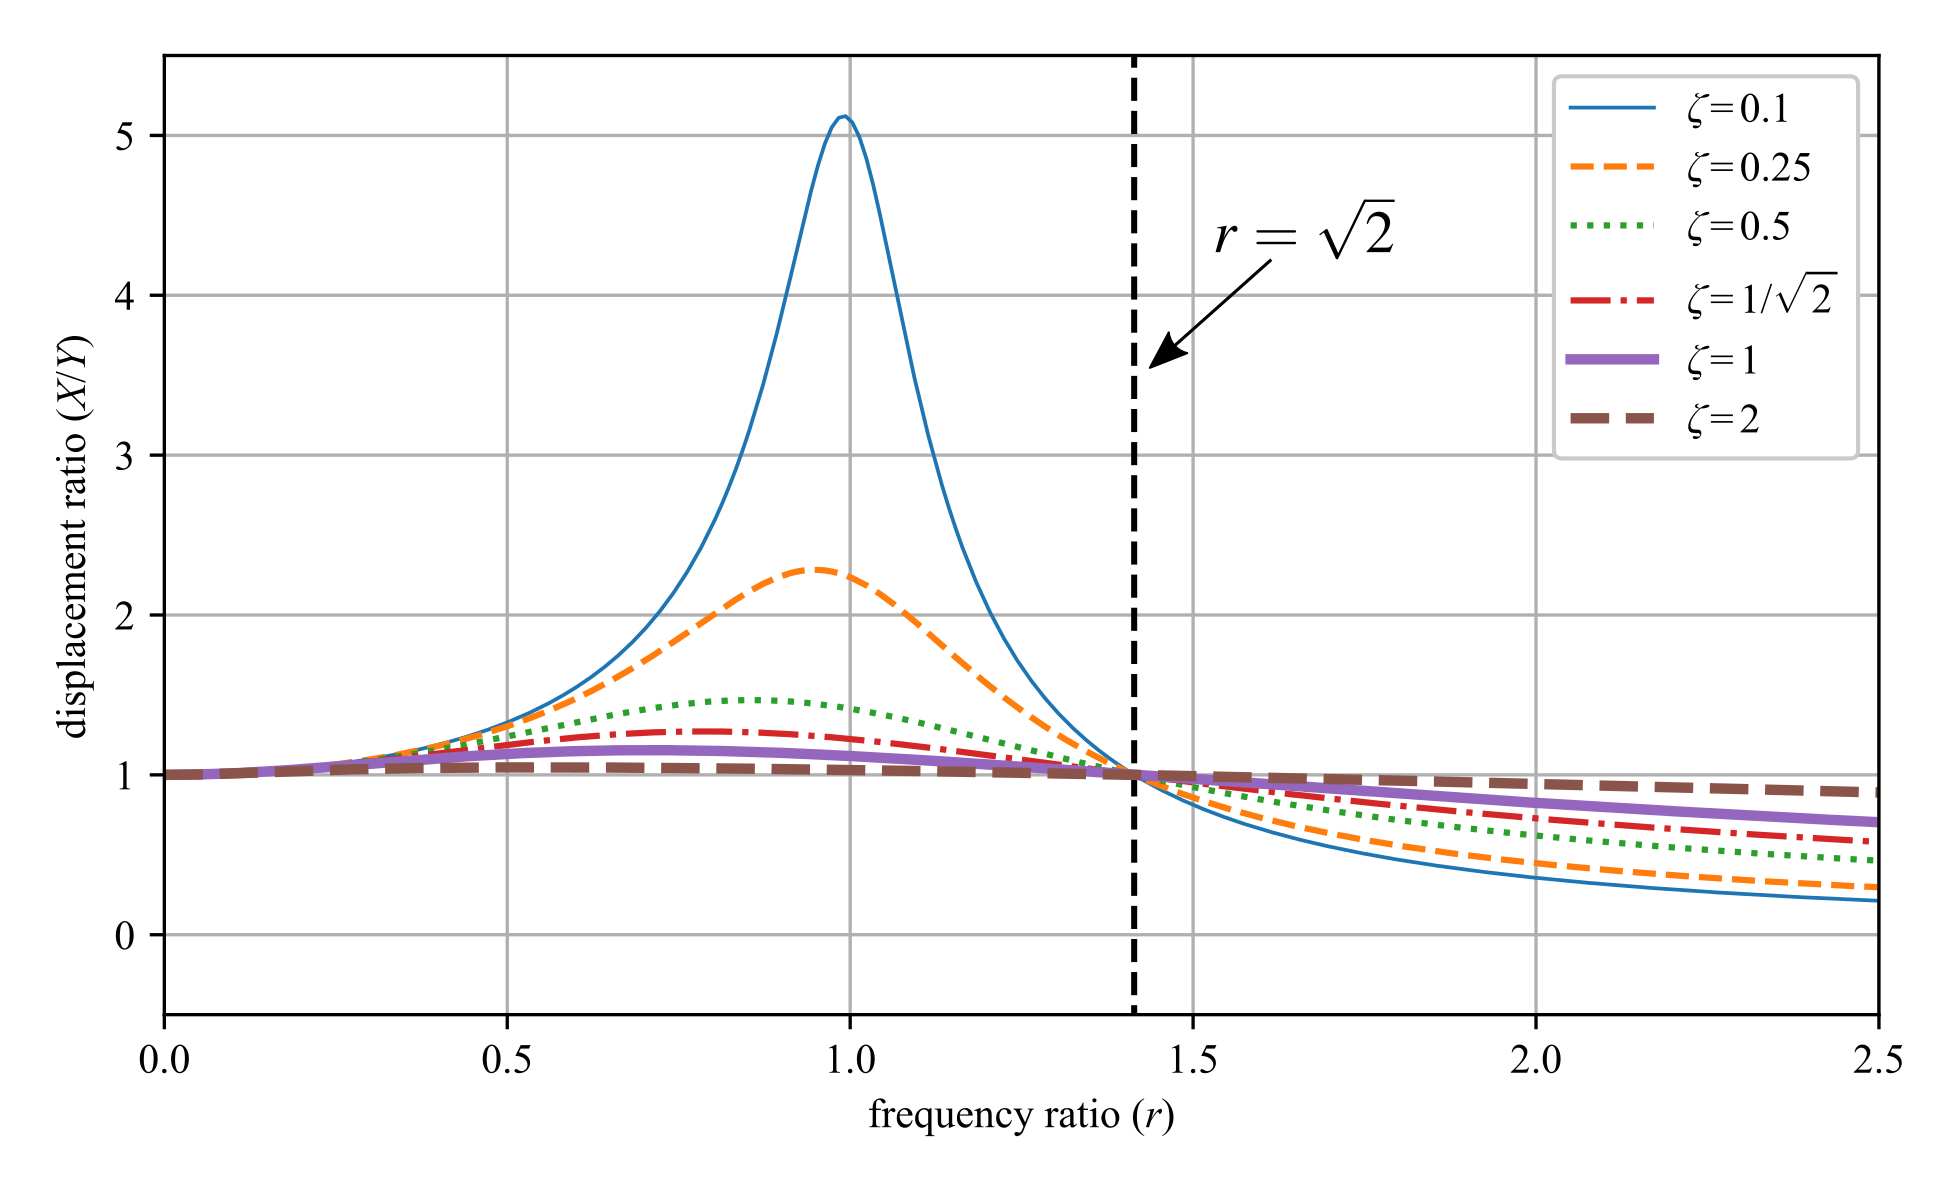 displacement ratio (X/Y)
5
4
3
2
1
0
0.0 0.5 1.0 1.5 2.0 2.5
frequency ratio (r)
r = √2
ζ=0.1
ζ=0.25
ζ=0.5
ζ=1/√2
ζ=1
ζ=2